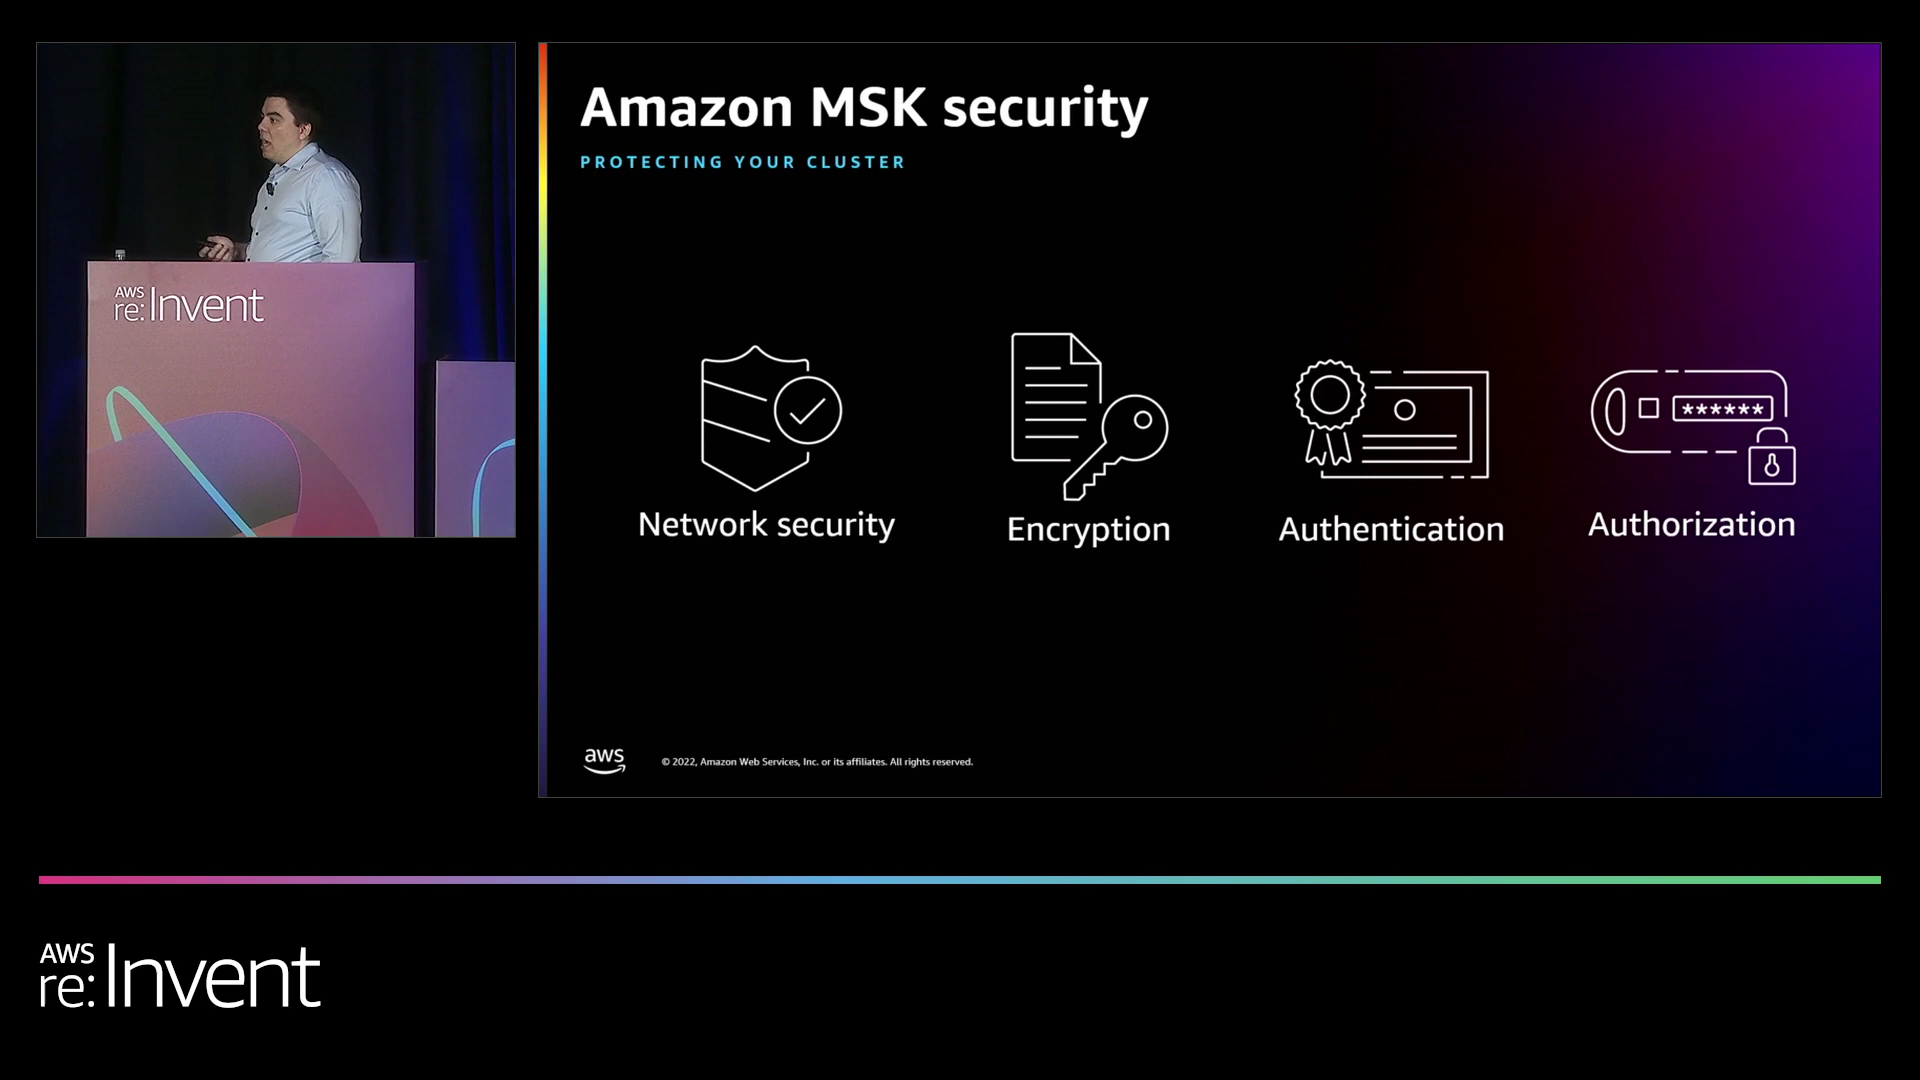 AWS
re:Invent
Amazon MSK security
PROTECTING YOUR CLUSTER
******
Network security
Encryption
Authentication
Authorization
aws
© 2022, Amazon Web Services, Inc. or its affiliates. All rights reserved.
AWS
re:Invent